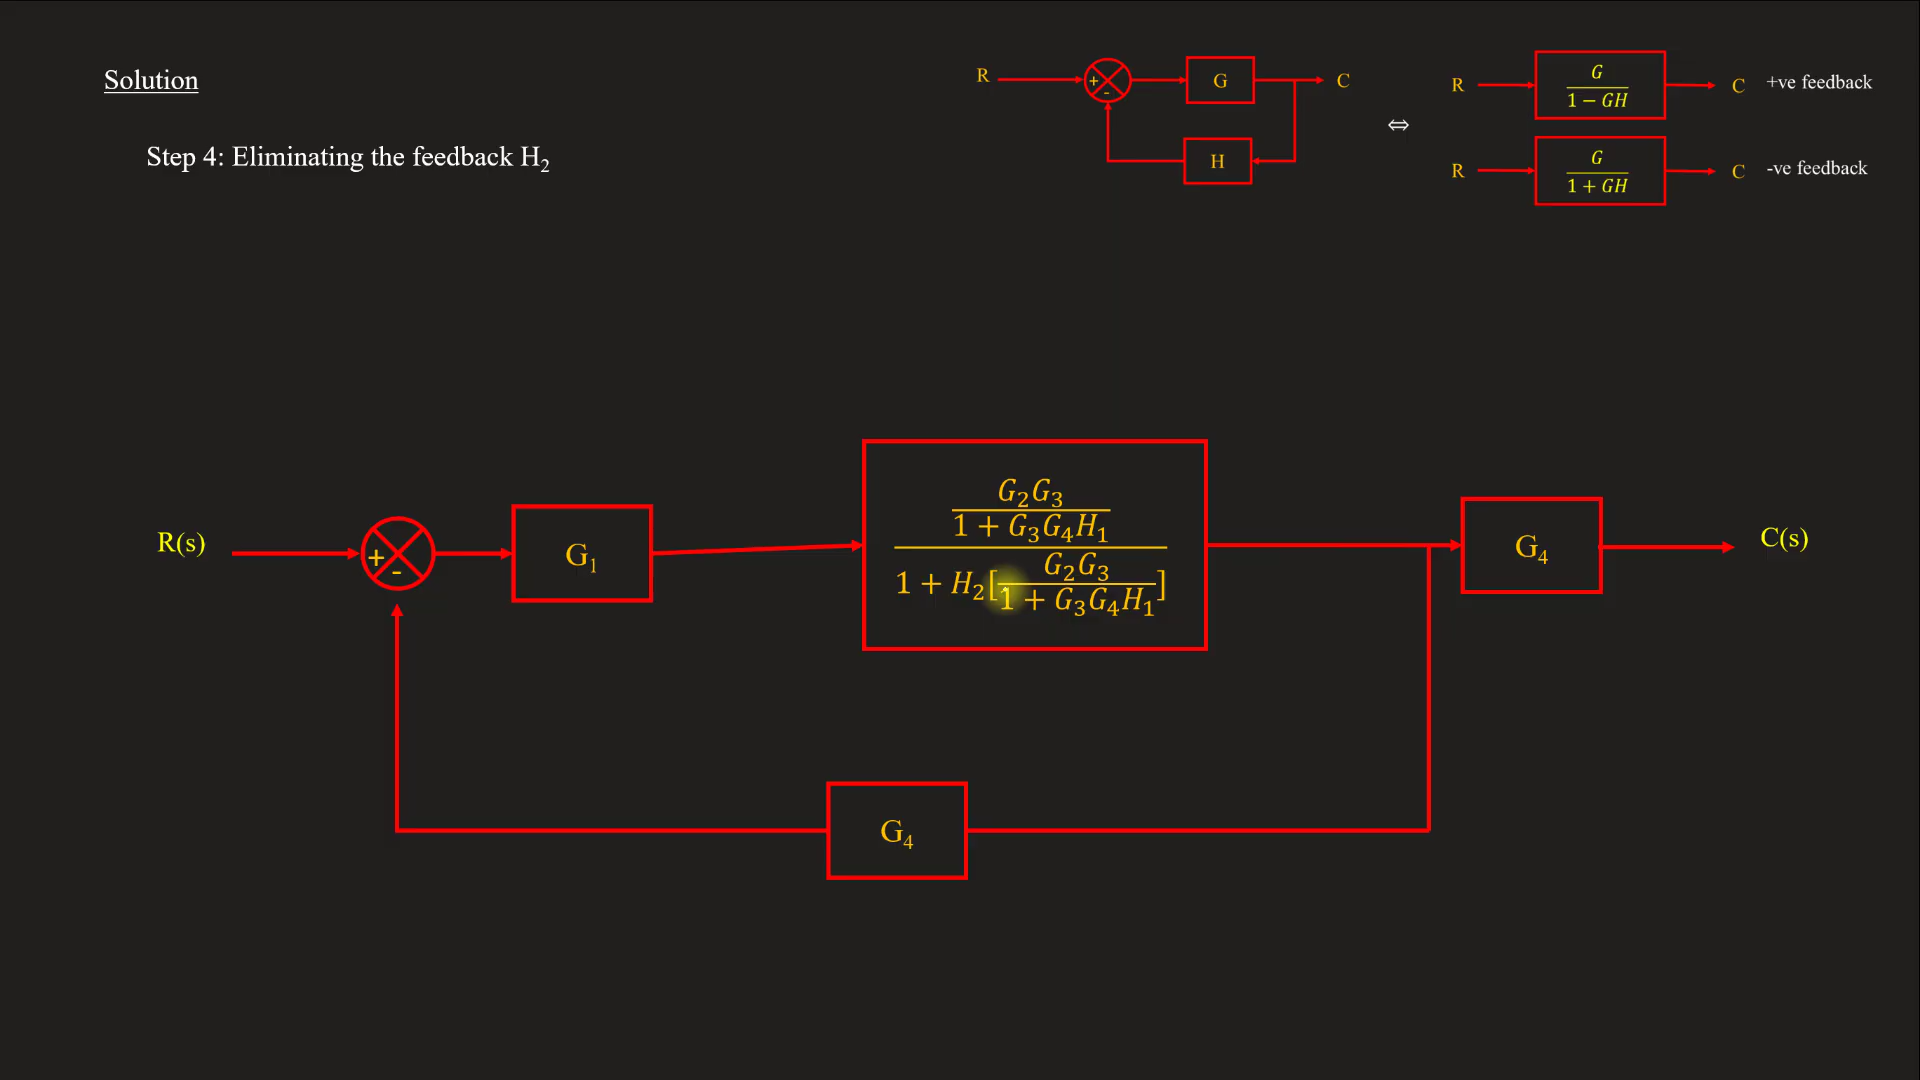 Solution
Step 4: Eliminating the feedback H₂
R + - G C
H
⇔
R G/(1 − GH) C +ve feedback
R G/(1 + GH) C -ve feedback
R(s) + - G₁
G₂G₃
1 + G₃G₄H₁
1 + H₂[G₂G₃/(1 + G₃G₄H₁)]
G₄ C(s)
G₄